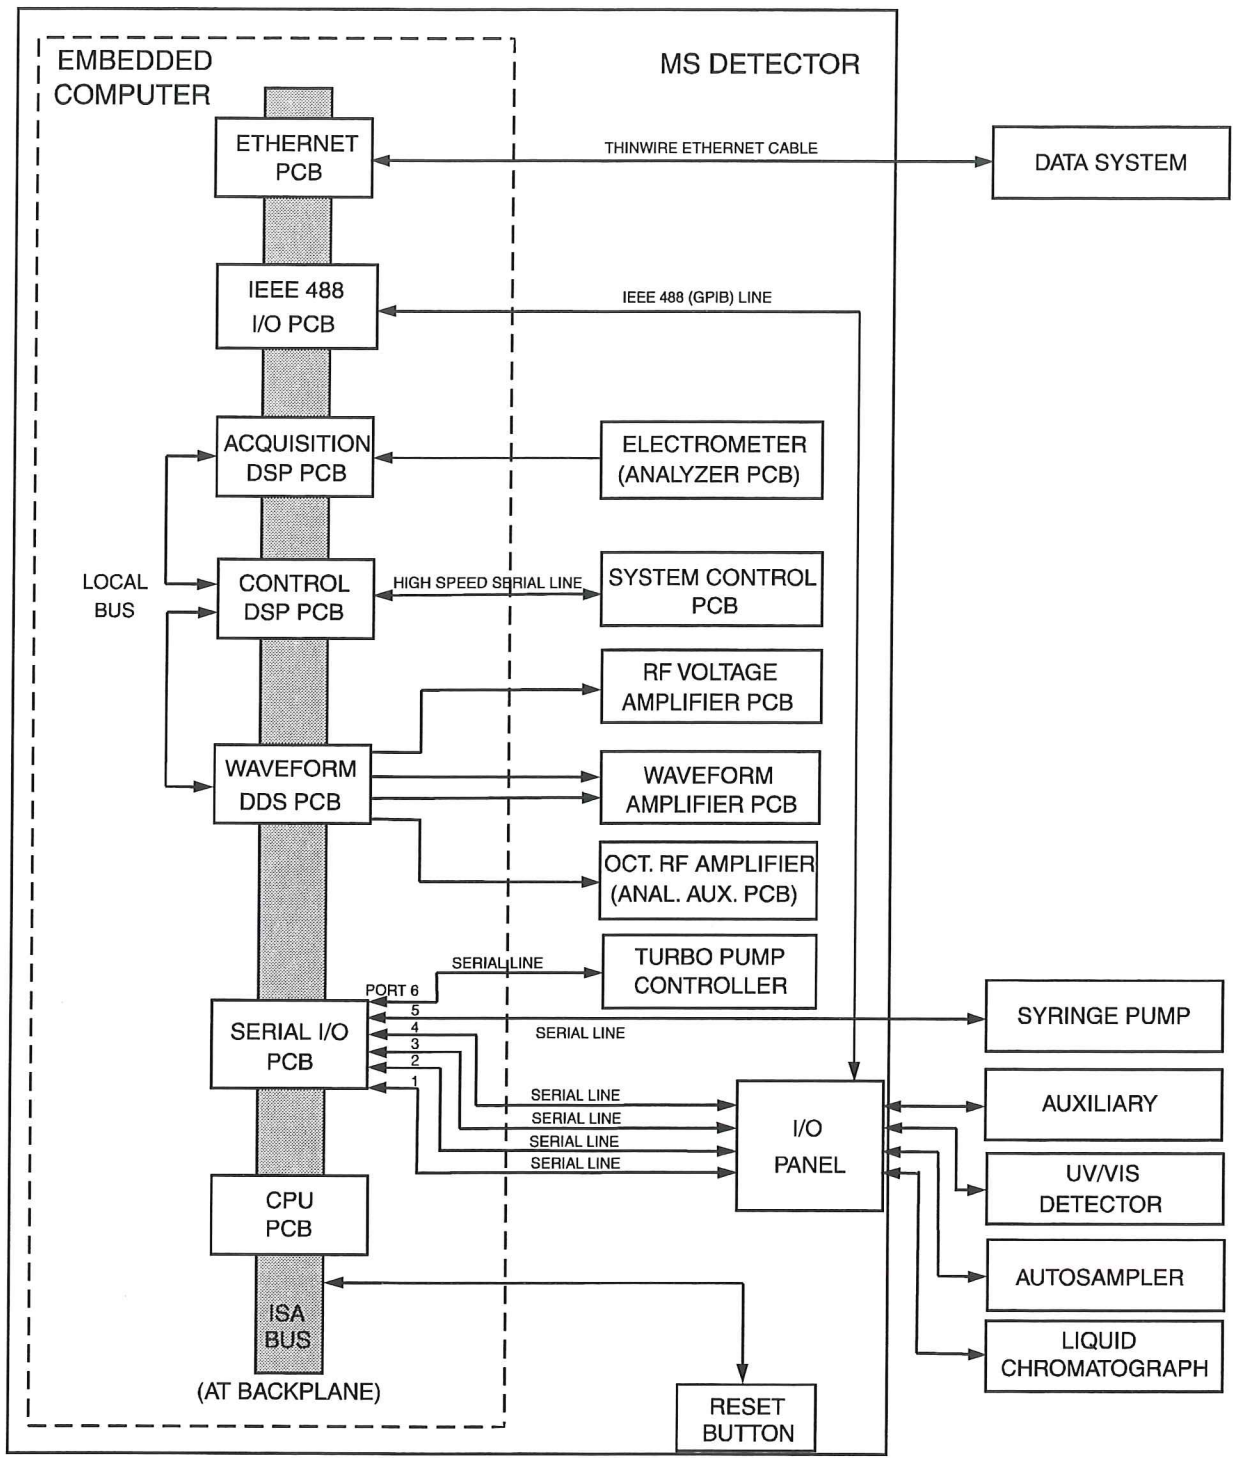 EMBEDDED
COMPUTER
MS DETECTOR
ETHERNET
PCB
THINWIRE ETHERNET CABLE
DATA SYSTEM
IEEE 488
I/O PCB
IEEE 488 (GPIB) LINE
ACQUISITION
DSP PCB
ELECTROMETER
(ANALYZER PCB)
LOCAL
BUS
CONTROL
DSP PCB
HIGH SPEED SERIAL LINE
SYSTEM CONTROL
PCB
RF VOLTAGE
AMPLIFIER PCB
WAVEFORM
DDS PCB
WAVEFORM
AMPLIFIER PCB
OCT. RF AMPLIFIER
(ANAL. AUX. PCB)
SERIAL LINE
TURBO PUMP
CONTROLLER
PORT 6
5
4
3
2
1
SERIAL I/O
PCB
SERIAL LINE
SYRINGE PUMP
SERIAL LINE
SERIAL LINE
SERIAL LINE
SERIAL LINE
I/O
PANEL
AUXILIARY
UV/VIS
DETECTOR
AUTOSAMPLER
LIQUID
CHROMATOGRAPH
CPU
PCB
ISA
BUS
(AT BACKPLANE)
RESET
BUTTON